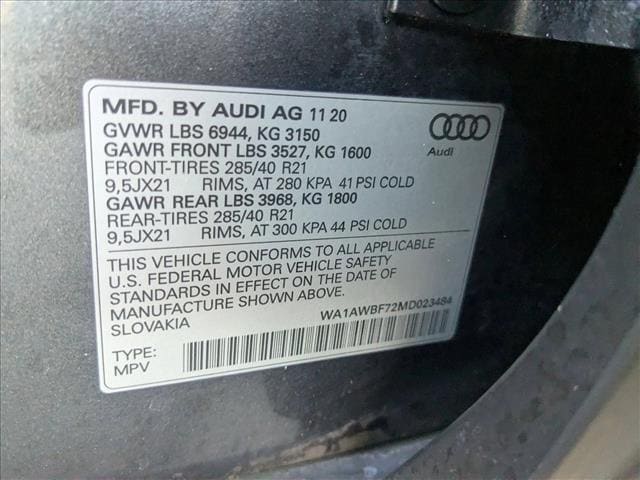 MFD. BY AUDI AG 11 20
GVWR LBS 6944, KG 3150
GAWR FRONT LBS 3527, KG 1600
FRONT-TIRES 285/40 R21
9,5JX21 RIMS, AT 280 KPA 41 PSI COLD
GAWR REAR LBS 3968, KG 1800
REAR-TIRES 285/40 R21
9,5JX21 RIMS, AT 300 KPA 44 PSI COLD
Audi
THIS VEHICLE CONFORMS TO ALL APPLICABLE
U.S. FEDERAL MOTOR VEHICLE SAFETY
STANDARDS IN EFFECT ON THE DATE OF
MANUFACTURE SHOWN ABOVE.
SLOVAKIA
WA1AWBF72MD023484
TYPE:
MPV